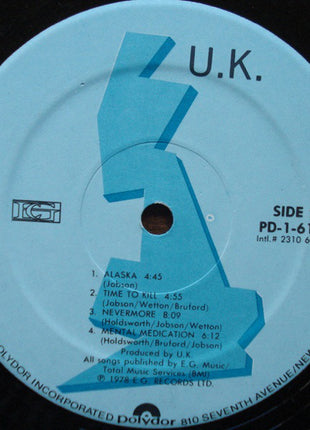 U.K.
EG
SIDE
PD-1-61
Intl.# 2310 6
1. ALASKA 4:45
(Jobson)
2. TIME TO KILL 4:55
(Jobson/Wetton/Bruford)
3. NEVERMORE 8:09
(Holdsworth/Jobson/Wetton)
4. MENTAL MEDICATION 6:12
(Holdsworth/Bruford/Jobson)
Produced by U.K.
All songs published by E.G. Music/
Total Music Services (BMI)
℗ 1978-E.G. RECORDS LTD.
OLYDOR INCORPORATED Polydor 810 SEVENTH AVENUE/NEW